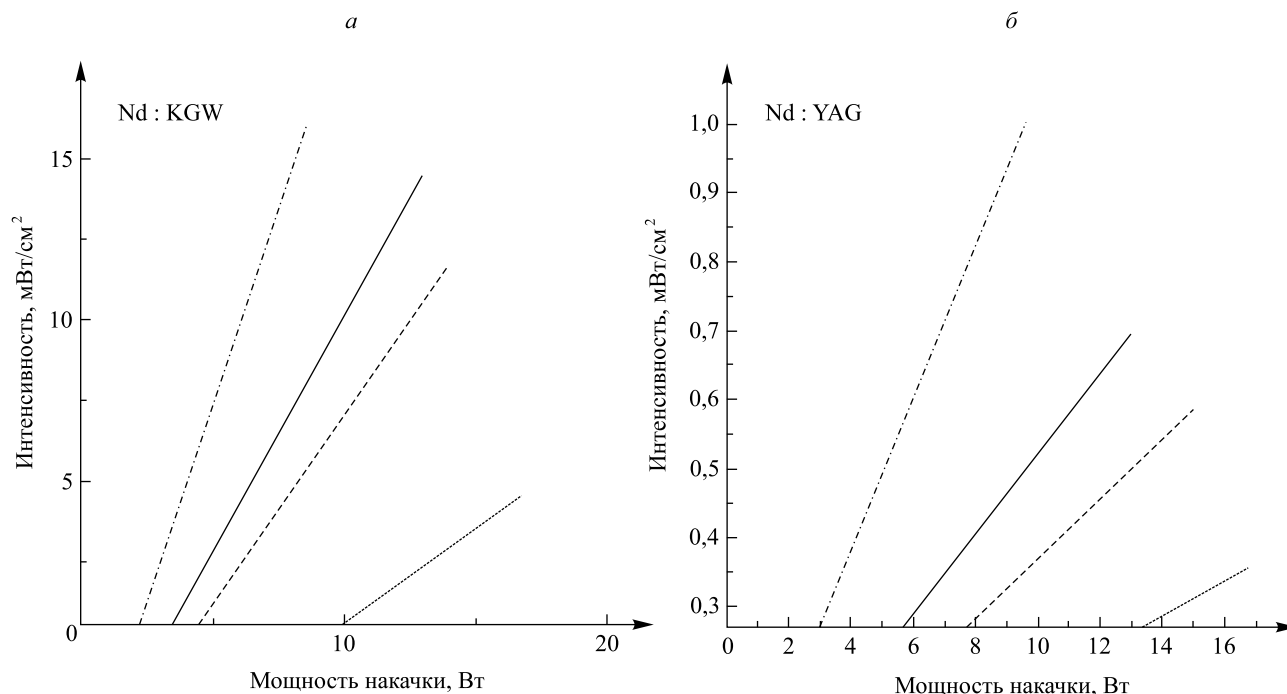 а
Nd : KGW
Интенсивность, мВт/см²
15
10
5
0
10
20
Мощность накачки, Вт
б
Nd : YAG
Интенсивность, мВт/см²
1,0
0,9
0,8
0,7
0,6
0,5
0,4
0,3
0
2
4
6
8
10
12
14
16
Мощность накачки, Вт